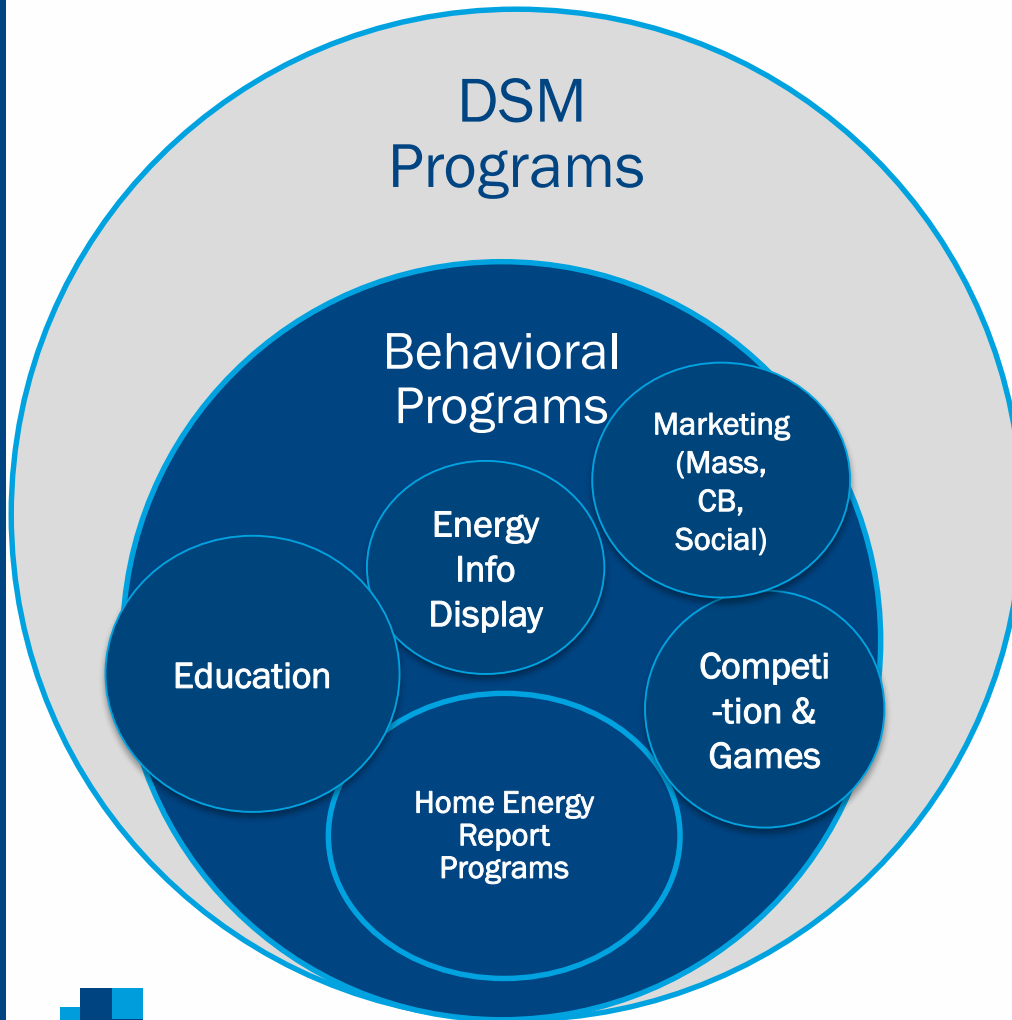 DSM
Programs
Behavioral
Programs
Marketing
(Mass,
CB,
Social)
Energy
Info
Display
Education
Competi
-tion &
Games
Home Energy
Report
Programs